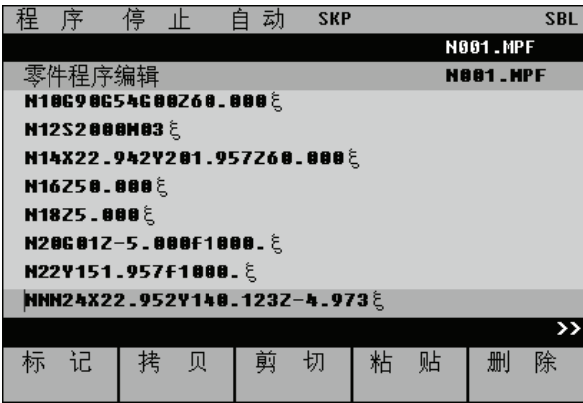 程 序 停 止 自 动 SKP SBL
N001.MPF
零件程序编辑 N001.MPF
N10G90G54G00Z60.000ξ
N12S2000M03ξ
N14X22.942Y201.957Z60.000ξ
N16Z50.000ξ
N18Z5.000ξ
N20G01Z-5.000f1000.ξ
N22Y151.957f1000.ξ
NNN24X22.952Y140.123Z-4.973ξ
>>
标 记 拷 贝 剪 切 粘 贴 删 除